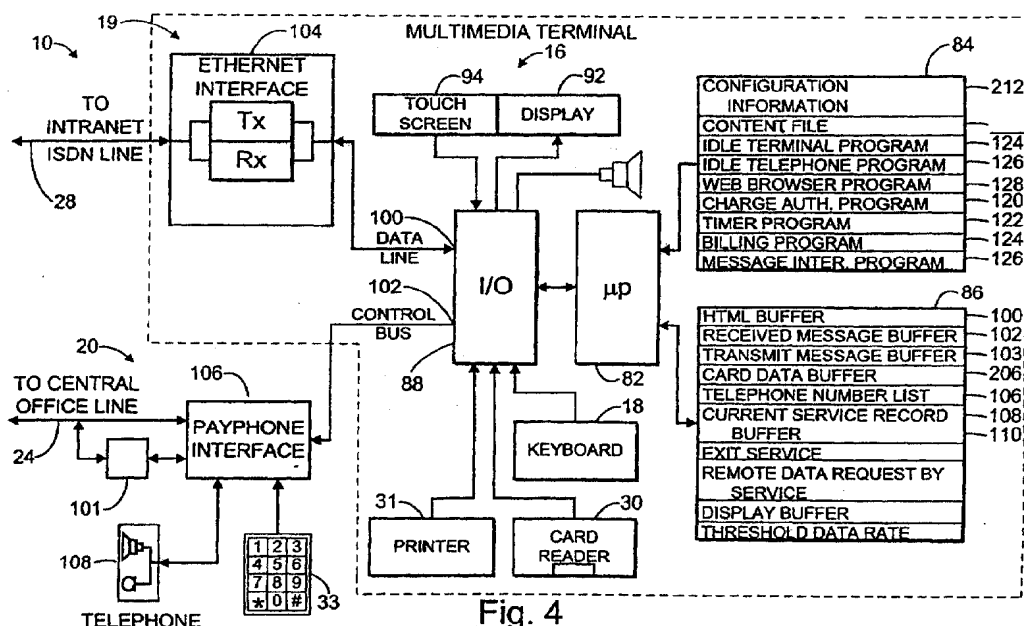 19
104
MULTIMEDIA TERMINAL
10
ETHERNET
INTERFACE
16
94
92
84
TO
INTRANET
ISDN LINE
Tx
Rx
TOUCH
SCREEN
DISPLAY
CONFIGURATION
INFORMATION
212
CONTENT FILE
IDLE TERMINAL PROGRAM
124
IDLE TELEPHONE PROGRAM
126
WEB BROWSER PROGRAM
128
CHARGE AUTH. PROGRAM
120
TIMER PROGRAM
122
BILLING PROGRAM
124
MESSAGE INTER. PROGRAM
126
28
100
DATA
LINE
I/O
µp
102
CONTROL
BUS
88
82
86
HTML BUFFER
100
RECEIVED MESSAGE BUFFER
102
TRANSMIT MESSAGE BUFFER
103
CARD DATA BUFFER
206
TELEPHONE NUMBER LIST
106
CURRENT SERVICE RECORD
108
BUFFER
110
EXIT SERVICE
REMOTE DATA REQUEST BY
SERVICE
DISPLAY BUFFER
THRESHOLD DATA RATE
20
106
TO CENTRAL
OFFICE LINE
24
PAYPHONE
INTERFACE
18
KEYBOARD
101
31
30
PRINTER
CARD
READER
108
1 2 3
4 5 6
7 8 9
* 0 #
33
TELEPHONE
Fig. 4